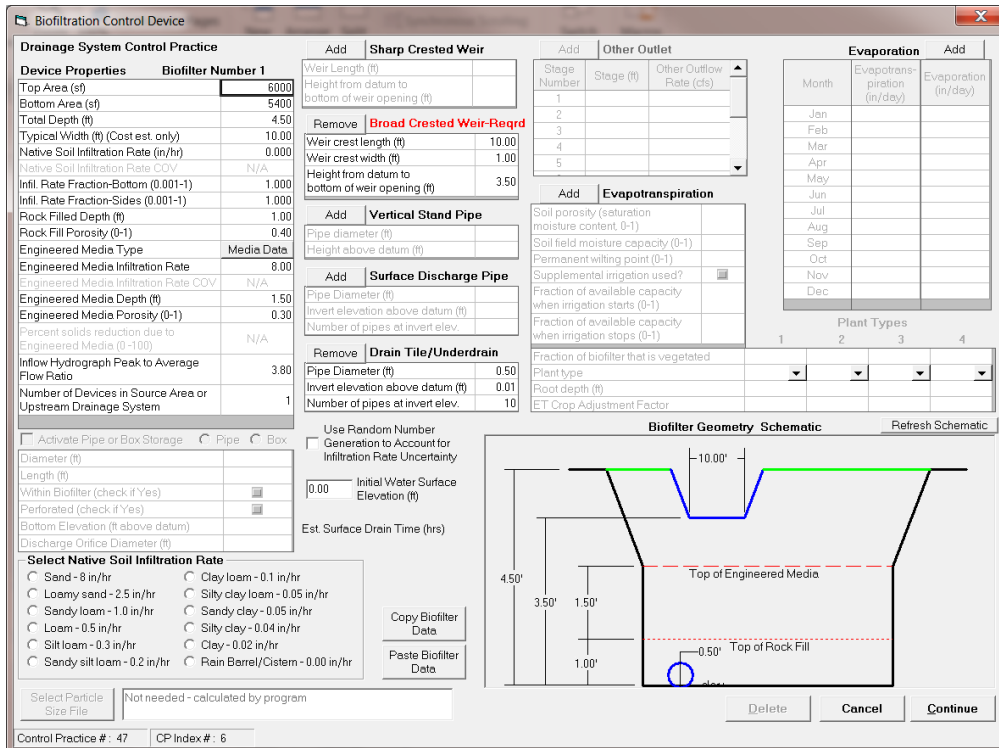 Biofiltration Control Device
Drainage System Control Practice
Device Properties Biofilter Number 1
Top Area (sf) 6000
Bottom Area (sf) 5400
Total Depth (ft) 4.50
Typical Width (ft) (Cost est. only) 10.00
Native Soil Infiltration Rate (in/hr) 0.000
Native Soil Infiltration Rate COV N/A
Infil. Rate Fraction-Bottom (0.001-1) 1.000
Infil. Rate Fraction-Sides (0.001-1) 1.000
Rock Filled Depth (ft) 1.00
Rock Fill Porosity (0-1) 0.40
Engineered Media Type Media Data
Engineered Media Infiltration Rate 8.00
Engineered Media Infiltration Rate COV N/A
Engineered Media Depth (ft) 1.50
Engineered Media Porosity (0-1) 0.30
Percent solids reduction due to
Engineered Media (0 -100) N/A
Inflow Hydrograph Peak to Average
Flow Ratio 3.80
Number of Devices in Source Area or
Upstream Drainage System 1
Activate Pipe or Box Storage Pipe Box
Diameter (ft)
Length (ft)
Within Biofilter (check if Yes)
Perforated (check if Yes)
Bottom Elevation (ft above datum)
Discharge Orifice Diameter (ft)
Select Native Soil Infiltration Rate
Sand - 8 in/hr
Loamy sand - 2.5 in/hr
Sandy loam - 1.0 in/hr
Loam - 0.5 in/hr
Silt loam - 0.3 in/hr
Sandy silt loam - 0.2 in/hr
Clay loam - 0.1 in/hr
Silty clay loam - 0.05 in/hr
Sandy clay - 0.05 in/hr
Silty clay - 0.04 in/hr
Clay - 0.02 in/hr
Rain Barrel/Cistern - 0.00 in/hr
Select Particle
Size File
Not needed - calculated by program
Control Practice # : 47 CP Index # : 6
Add Sharp Crested Weir
Weir Length (ft)
Height from datum to
bottom of weir opening (ft)
Remove Broad Crested Weir-Reqrd
Weir crest length (ft) 10.00
Weir crest width (ft) 1.00
Height from datum to
bottom of weir opening (ft) 3.50
Add Vertical Stand Pipe
Pipe diameter (ft)
Height above datum (ft)
Add Surface Discharge Pipe
Pipe Diameter (ft)
Invert elevation above datum (ft)
Number of pipes at invert elev.
Remove Drain Tile/Underdrain
Pipe Diameter (ft) 0.50
Invert elevation above datum (ft) 0.01
Number of pipes at invert elev. 10
Use Random Number
Generation to Account for
Infiltration Rate Uncertainty
0.00 Initial Water Surface
Elevation (ft)
Est. Surface Drain Time (hrs)
Copy Biofilter
Data
Paste Biofilter
Data
Add Other Outlet
Stage
Number
Stage (ft)
Other Outflow
Rate (cfs)
1
2
3
4
5
Add Evapotranspiration
Soil porosity (saturation
moisture content, 0-1)
Soil field moisture capacity (0-1)
Permanent wilting point (0-1)
Supplemental irrigation used?
Fraction of available capacity
when irrigation starts (0-1)
Fraction of available capacity
when irrigation stops (0-1)
Fraction of biofilter that is vegetated
Plant type
Root depth (ft)
ET Crop Adjustment Factor
Evaporation Add
Month
Evapotrans-
piration
(in/day)
Evaporation
(in/day)
Jan
Feb
Mar
Apr
May
Jun
Jul
Aug
Sep
Oct
Nov
Dec
Plant Types
1 2 3 4
Biofilter Geometry Schematic Refresh Schematic
10.00'
4.50'
3.50'
1.50'
1.00'
Top of Engineered Media
Top of Rock Fill
0.50'
Delete Cancel Continue